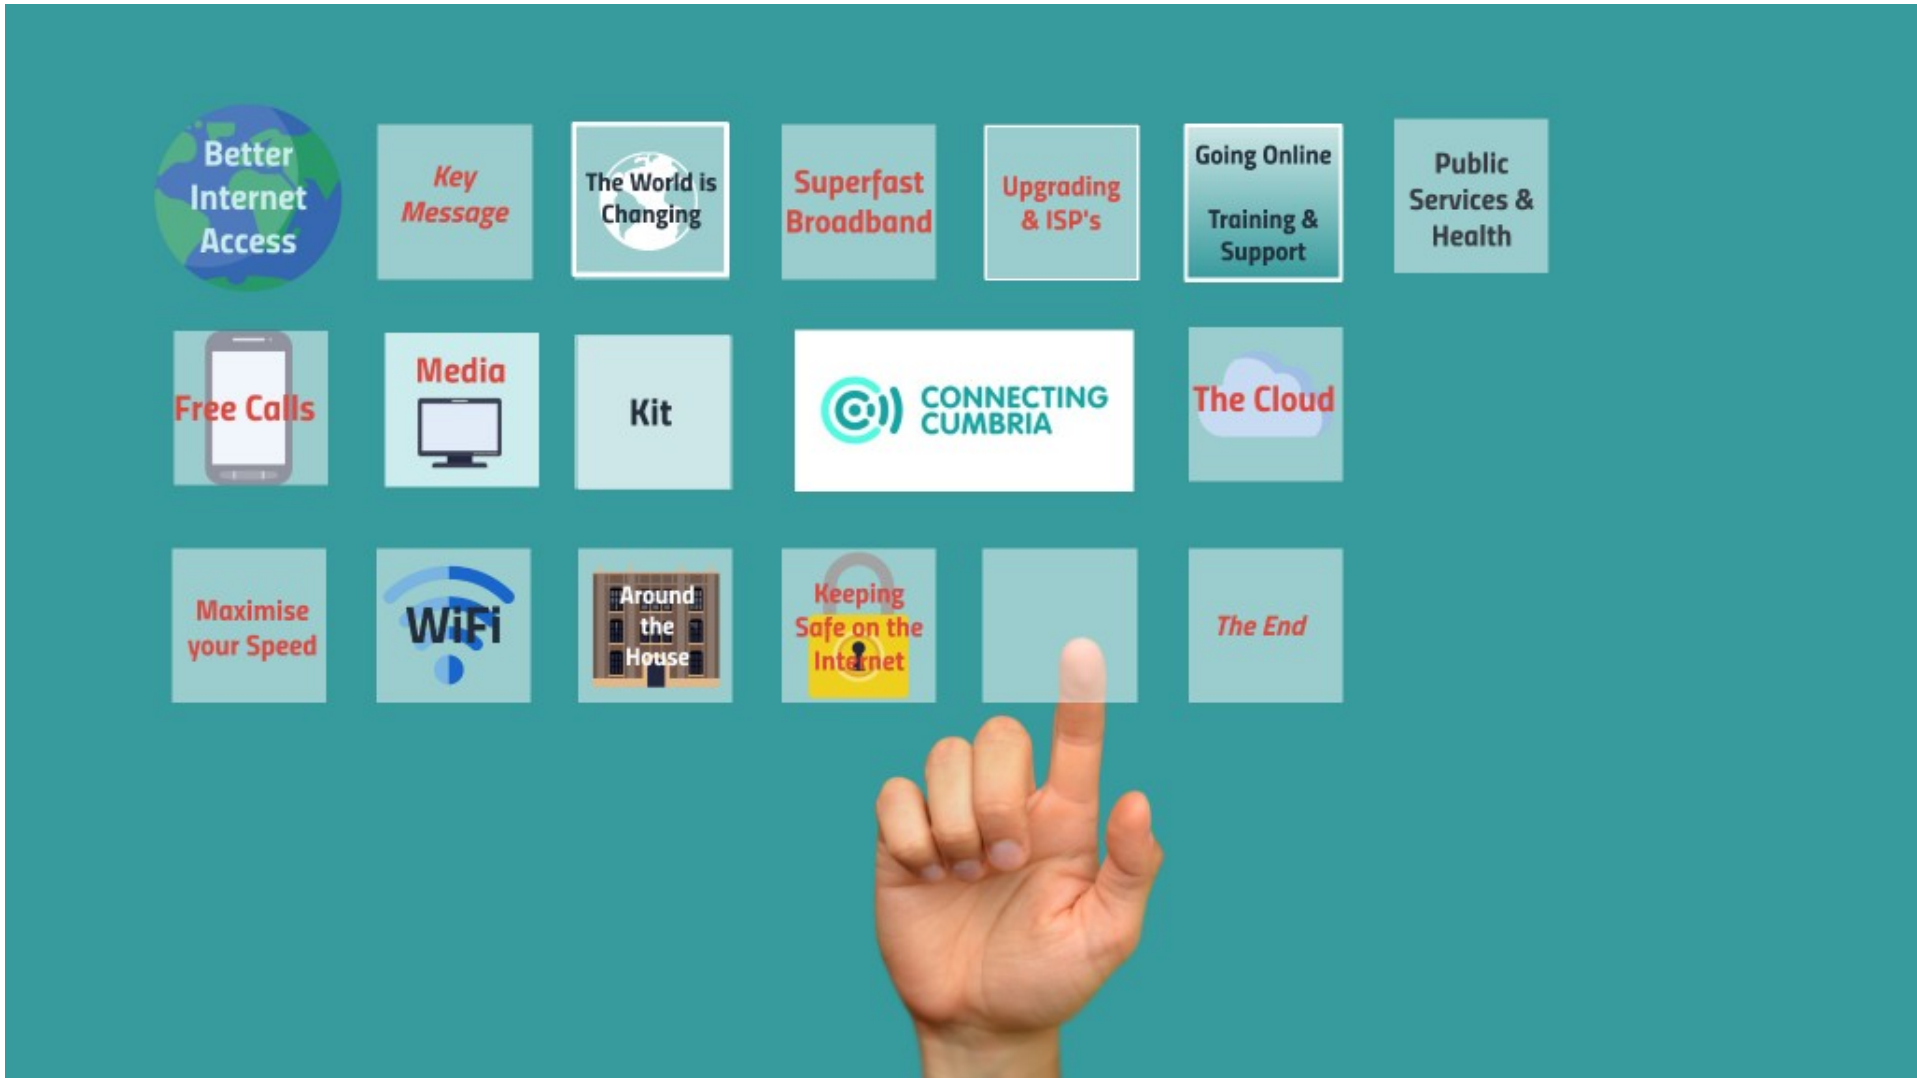 Better
Internet
Access
Key
Message
The World is
Changing
Superfast
Broadband
Upgrading
& ISP's
Going Online
Training &
Support
Public
Services &
Health
Free Calls
Media
Kit
CONNECTING
CUMBRIA
The Cloud
Maximise
your Speed
WiFi
Around
the
House
Keeping
Safe on the
Internet
The End